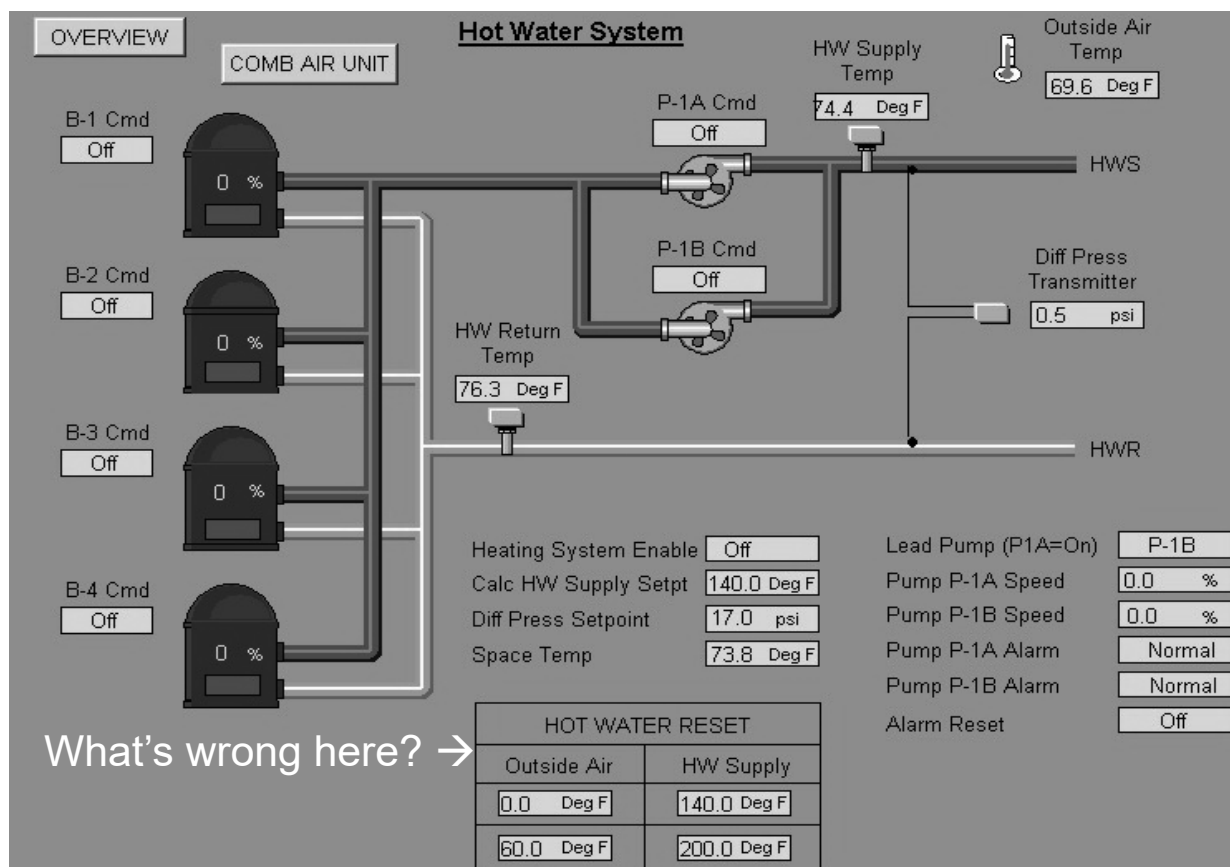 OVERVIEW
Hot Water System
COMB AIR UNIT
HW Supply
Temp
74.4 Deg F
Outside Air
Temp
69.6 Deg F
B-1 Cmd
Off
0 %
P-1A Cmd
Off
HWS
B-2 Cmd
Off
0 %
P-1B Cmd
Off
Diff Press
Transmitter
0.5 psi
HW Return
Temp
76.3 Deg F
B-3 Cmd
Off
0 %
HWR
B-4 Cmd
Off
0 %
Heating System Enable Off
Calc HW Supply Setpt 140.0 Deg F
Diff Press Setpoint 17.0 psi
Space Temp 73.8 Deg F
Lead Pump (P1A=On) P-1B
Pump P-1A Speed 0.0 %
Pump P-1B Speed 0.0 %
Pump P-1A Alarm Normal
Pump P-1B Alarm Normal
Alarm Reset Off
What's wrong here? →
HOT WATER RESET
Outside Air HW Supply
0.0 Deg F 140.0 Deg F
60.0 Deg F 200.0 Deg F